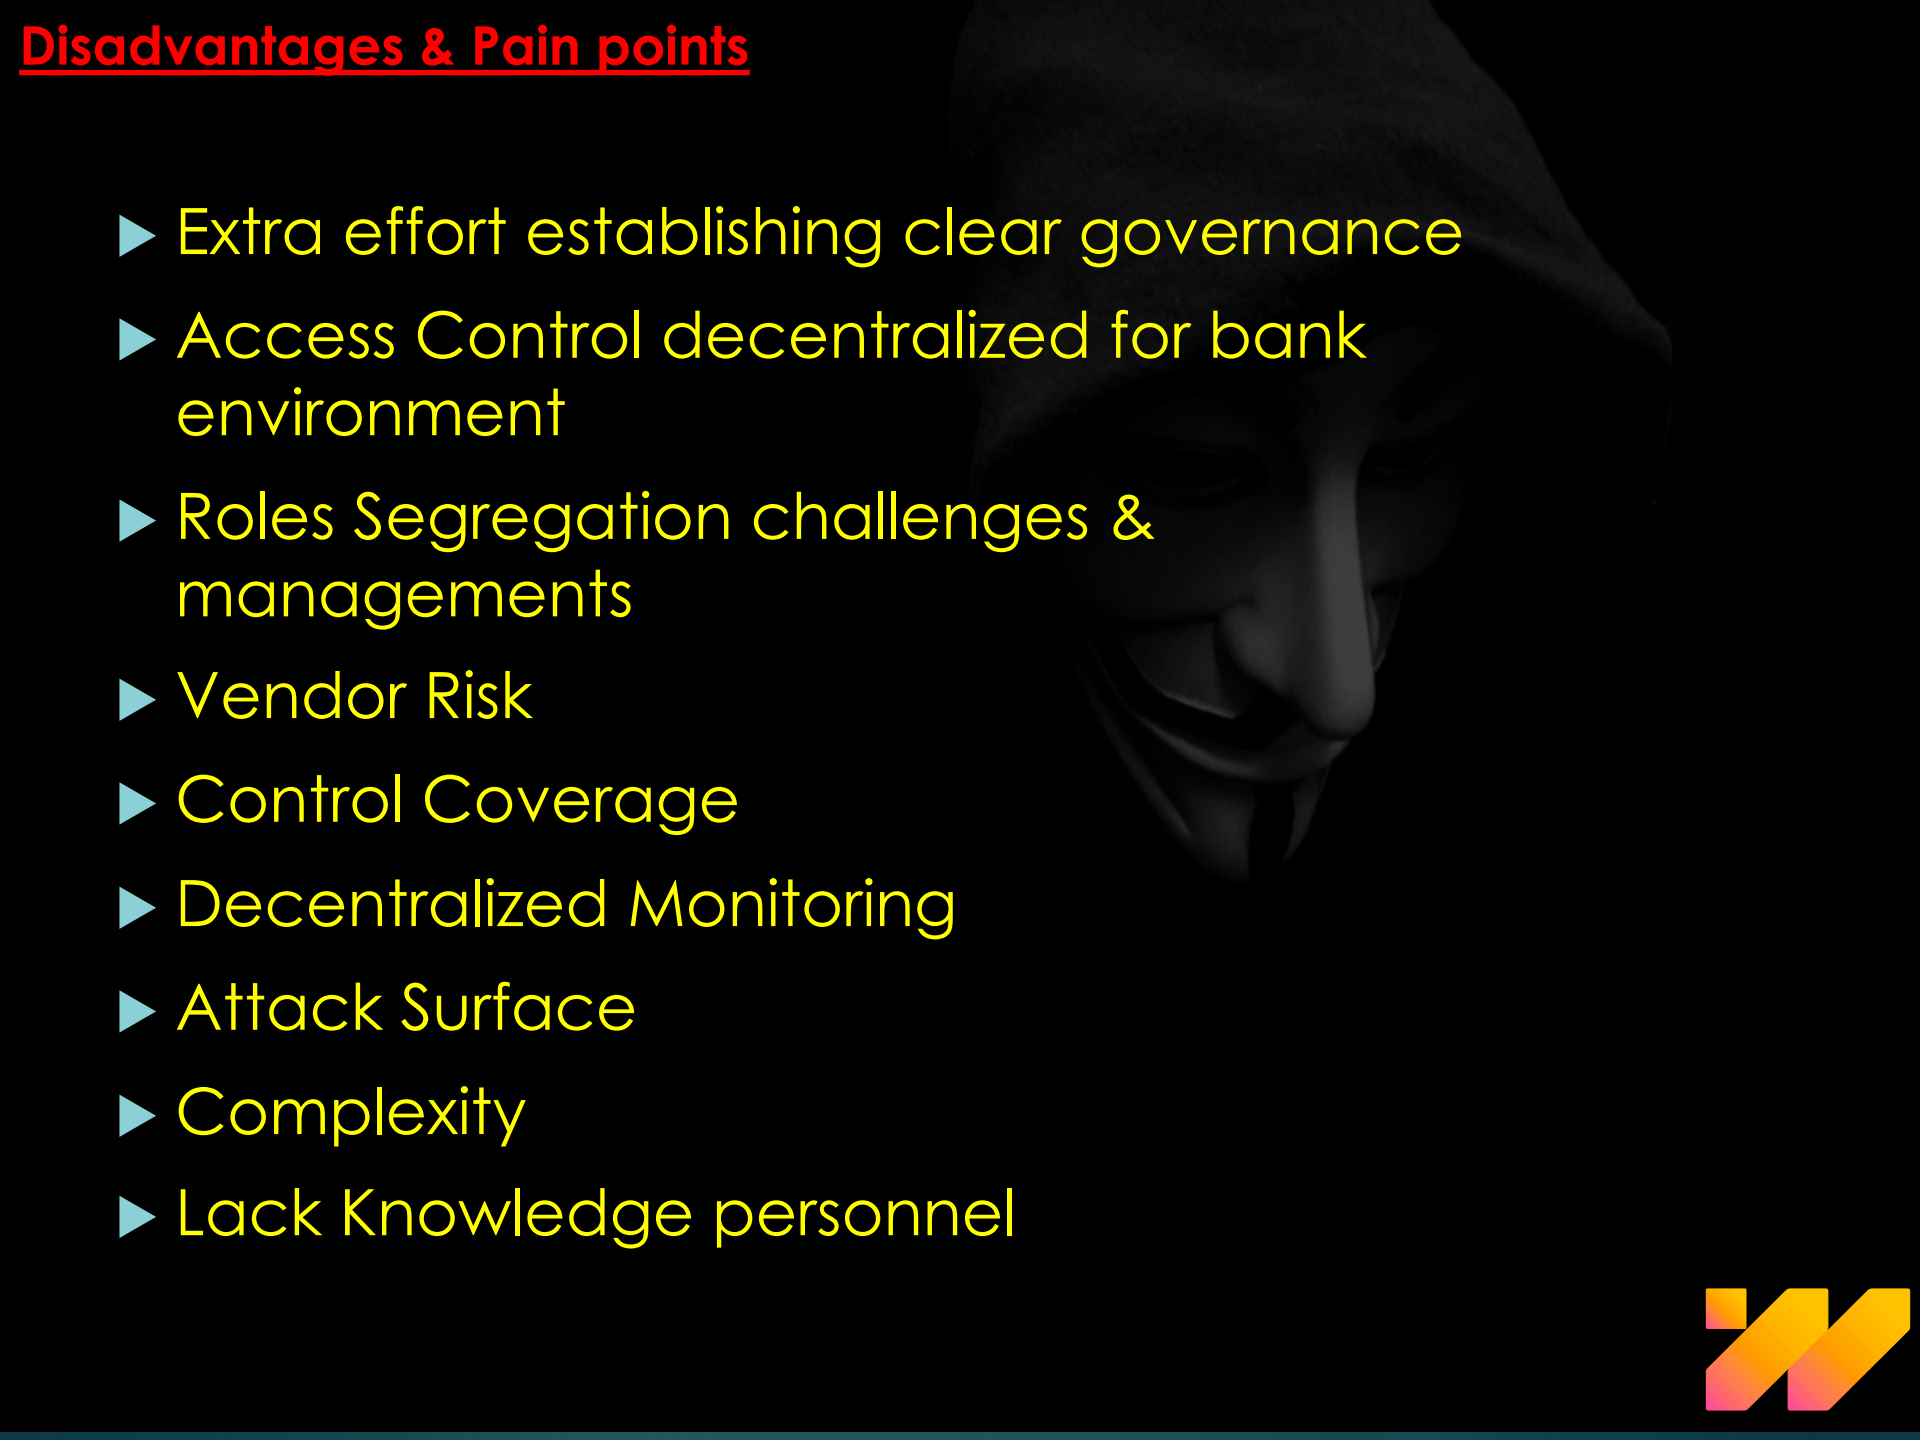 Disadvantages & Pain points
Extra effort establishing clear governance
Access Control decentralized for bank
environment
Roles Segregation challenges &
managements
Vendor Risk
Control Coverage
Decentralized Monitoring
Attack Surface
Complexity
Lack Knowledge personnel